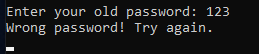 Enter your old password: 123
Wrong password! Try again.